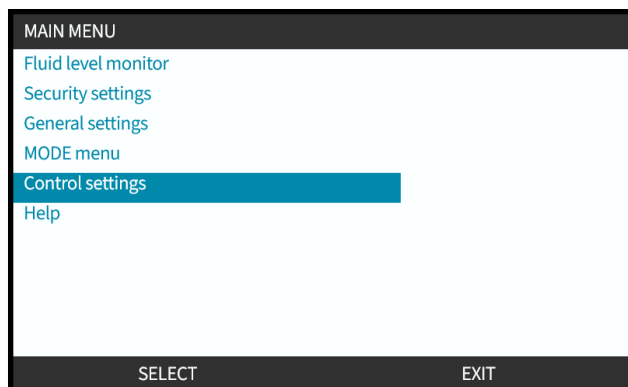 MAIN MENU
Fluid level monitor
Security settings
General settings
MODE menu
Control settings
Help
SELECT EXIT